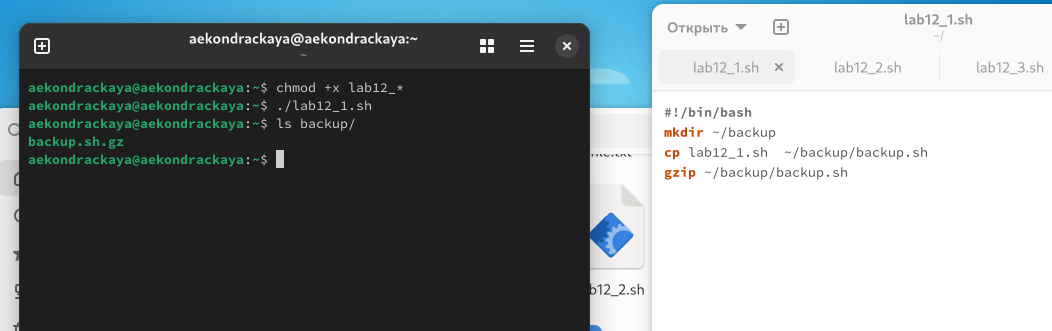 aekondrackaya@aekondrackaya:~
~
aekondrackaya@aekondrackaya:~$ chmod +x lab12_*
aekondrackaya@aekondrackaya:~$ ./lab12_1.sh
aekondrackaya@aekondrackaya:~$ ls backup/
backup.sh.gz
aekondrackaya@aekondrackaya:~$
b12_2.sh
Открыть
lab12_1.sh
~/
lab12_1.sh
lab12_2.sh
lab12_3.sh
#!/bin/bash
mkdir ~/backup
cp lab12_1.sh  ~/backup/backup.sh
gzip ~/backup/backup.sh